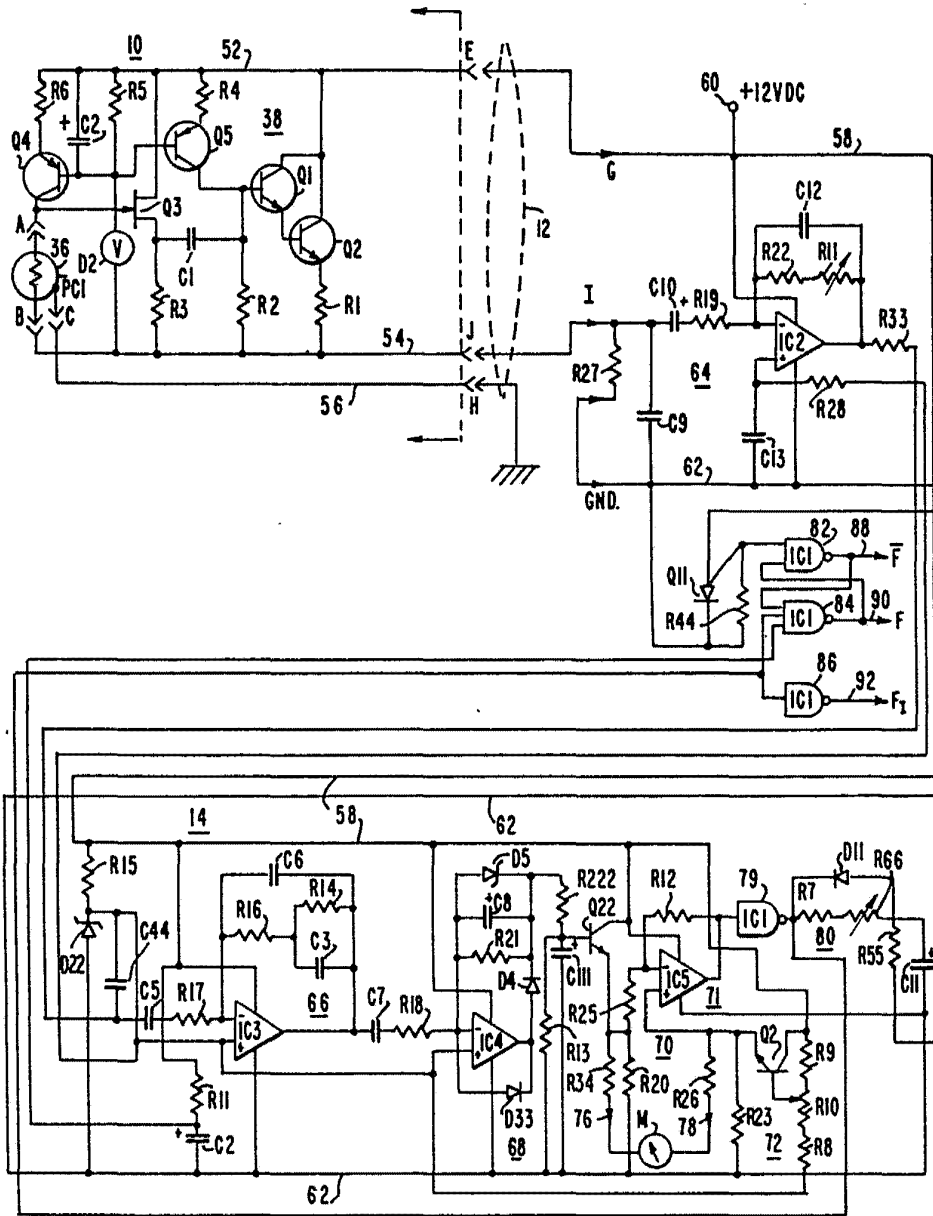 10
52
E
R6
+
C2
R5
R4
38
Q4
Q5
Q1
Q3
A
36
PC1
D2
V
C1
Q2
R3
R2
R1
B
C
54
J
56
H
12
60
+12VDC
58
G
C12
R22
R11
I
C10
+
R19
-
+
IC2
R33
R27
64
R28
C9
C13
62
GND.
82
88
IC1
F̅
Q11
84
90
IC1
F
R44
86
92
IC1
F_I
58
62
14
R15
C6
R14
R16
C3
D22
C44
C5
R17
66
-
+
IC3
R11
+
C2
C7
R18
D5
+
C8
R21
D4
-
+
IC4
D33
68
R222
Q22
+
C111
R13
R12
-
+
IC5
71
R25
70
R34
R20
R26
76
M
78
R23
Q2
72
R9
R10
R8
79
IC1
D11
R66
R7
80
R55
C11
+
62